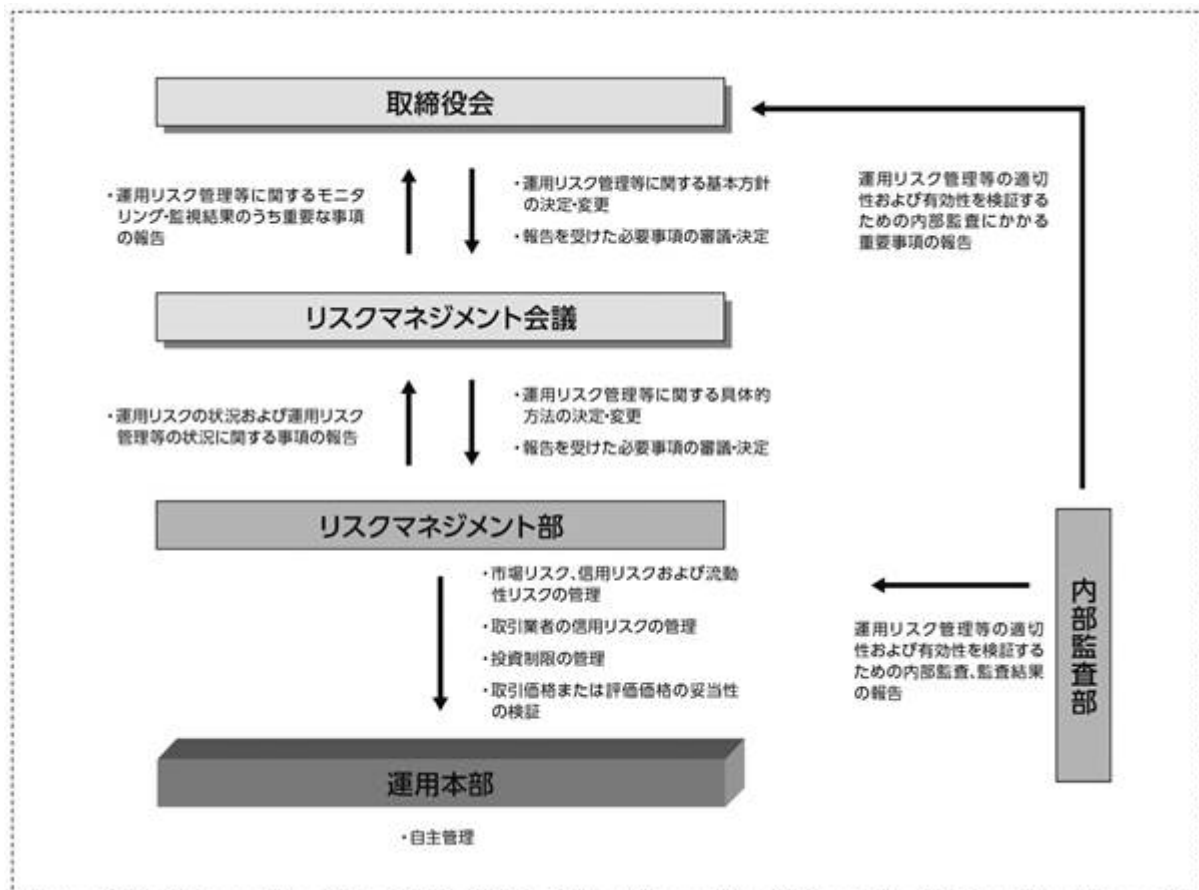 取締役会
・運用リスク管理等に関するモニタ
リング・監視結果のうち重要な事項
の報告
・運用リスク管理等に関する基本方針
の決定・変更
・報告を受けた必要事項の審議・決定
運用リスク管理等の適切
性および有効性を検証する
ための内部監査にかかる
重要事項の報告
リスクマネジメント会議
・運用リスクの状況および運用リスク
管理等の状況に関する事項の報告
・運用リスク管理等に関する具体的
方法の決定・変更
・報告を受けた必要事項の審議・決定
リスクマネジメント部
・市場リスク、信用リスクおよび流動
性リスクの管理
・取引業者の信用リスクの管理
・投資制限の管理
・取引価格または評価価格の妥当性
の検証
運用リスク管理等の適切
性および有効性を検証する
ための内部監査、監査結果
の報告
内部監査部
運用本部
・自主管理